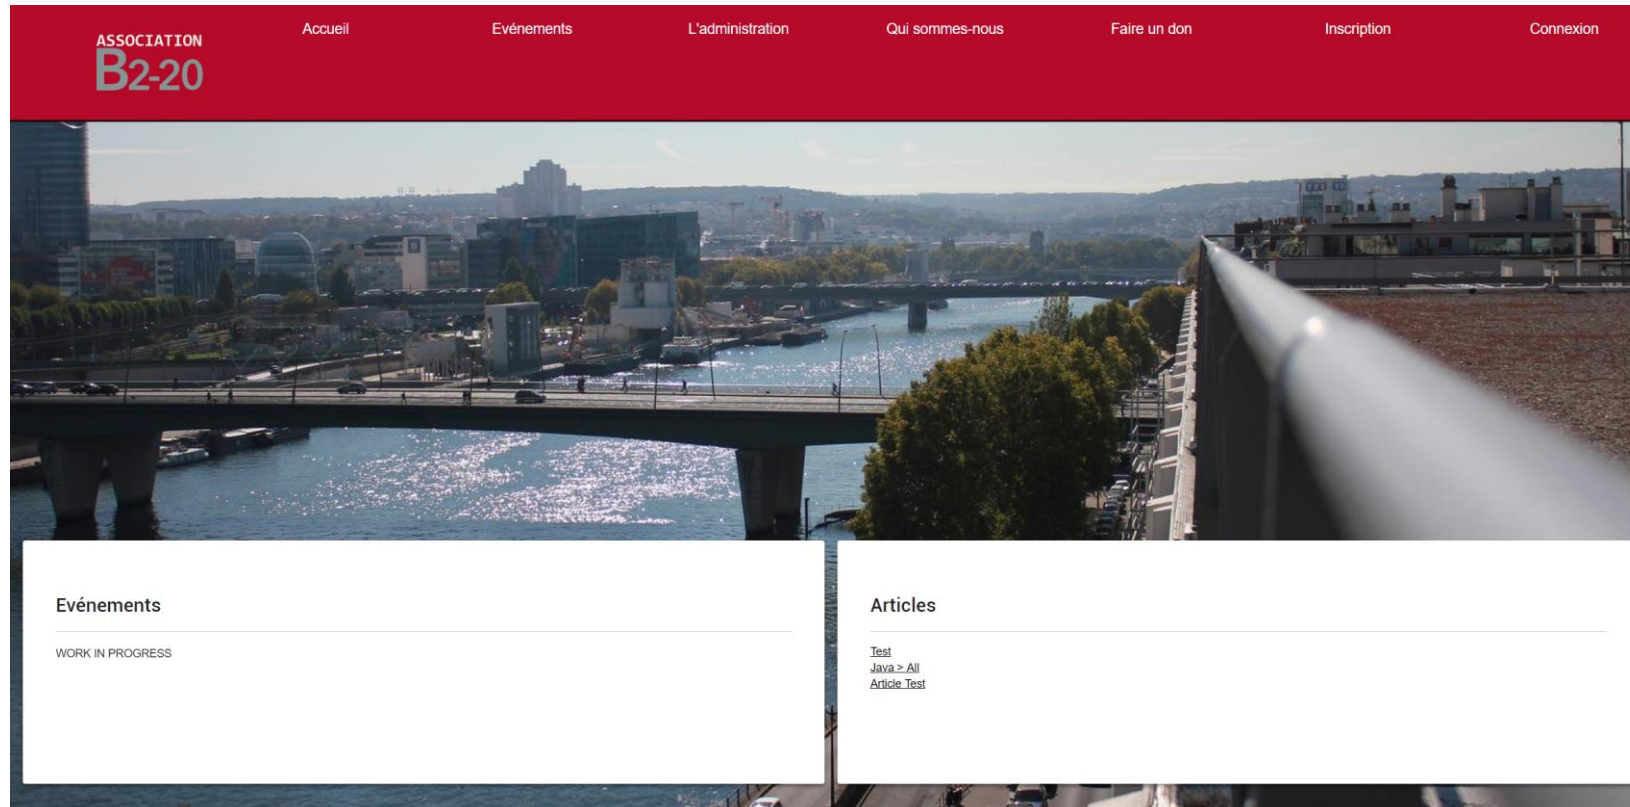 ASSOCIATION
B2-20
Accueil
Evénements
L'administration
Qui sommes-nous
Faire un don
Inscription
Connexion
TF1
Evénements
WORK IN PROGRESS
Articles
Test
Java > All
Article Test